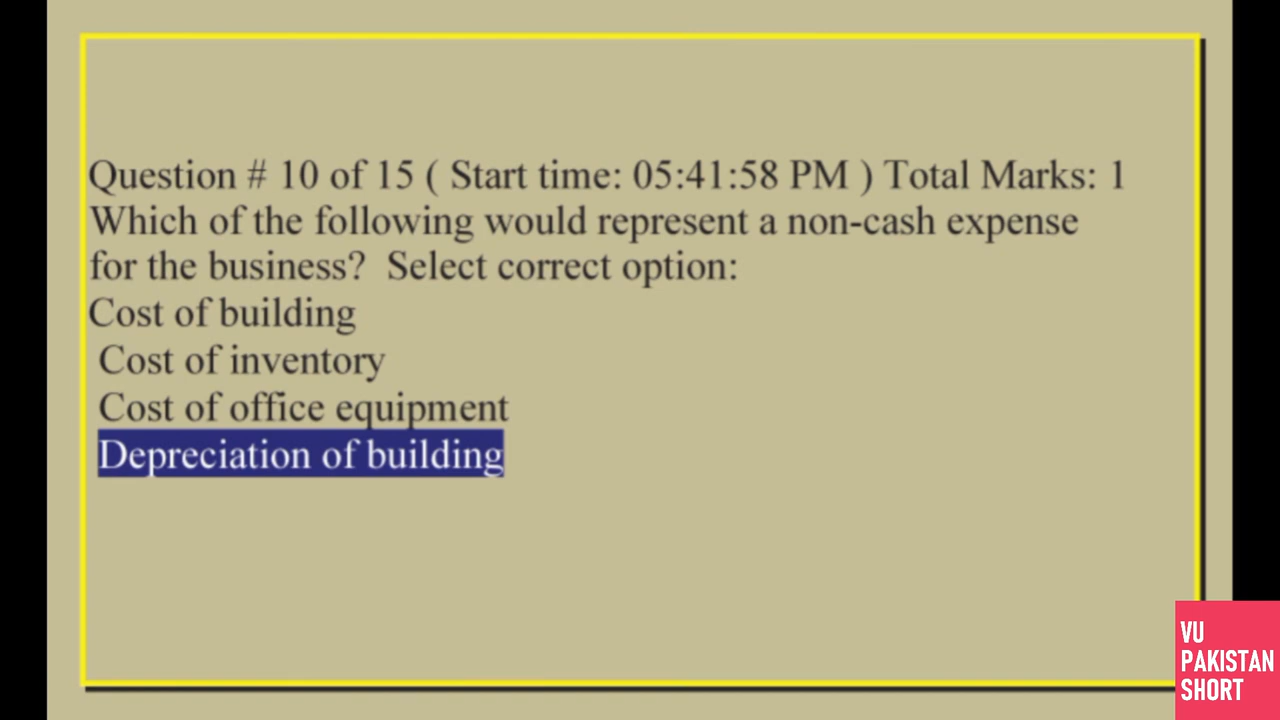 Question # 10 of 15 ( Start time: 05:41:58 PM ) Total Marks: 1
Which of the following would represent a non-cash expense
for the business?  Select correct option:
Cost of building
Cost of inventory
Cost of office equipment
Depreciation of building
VU
PAKISTAN
SHORT